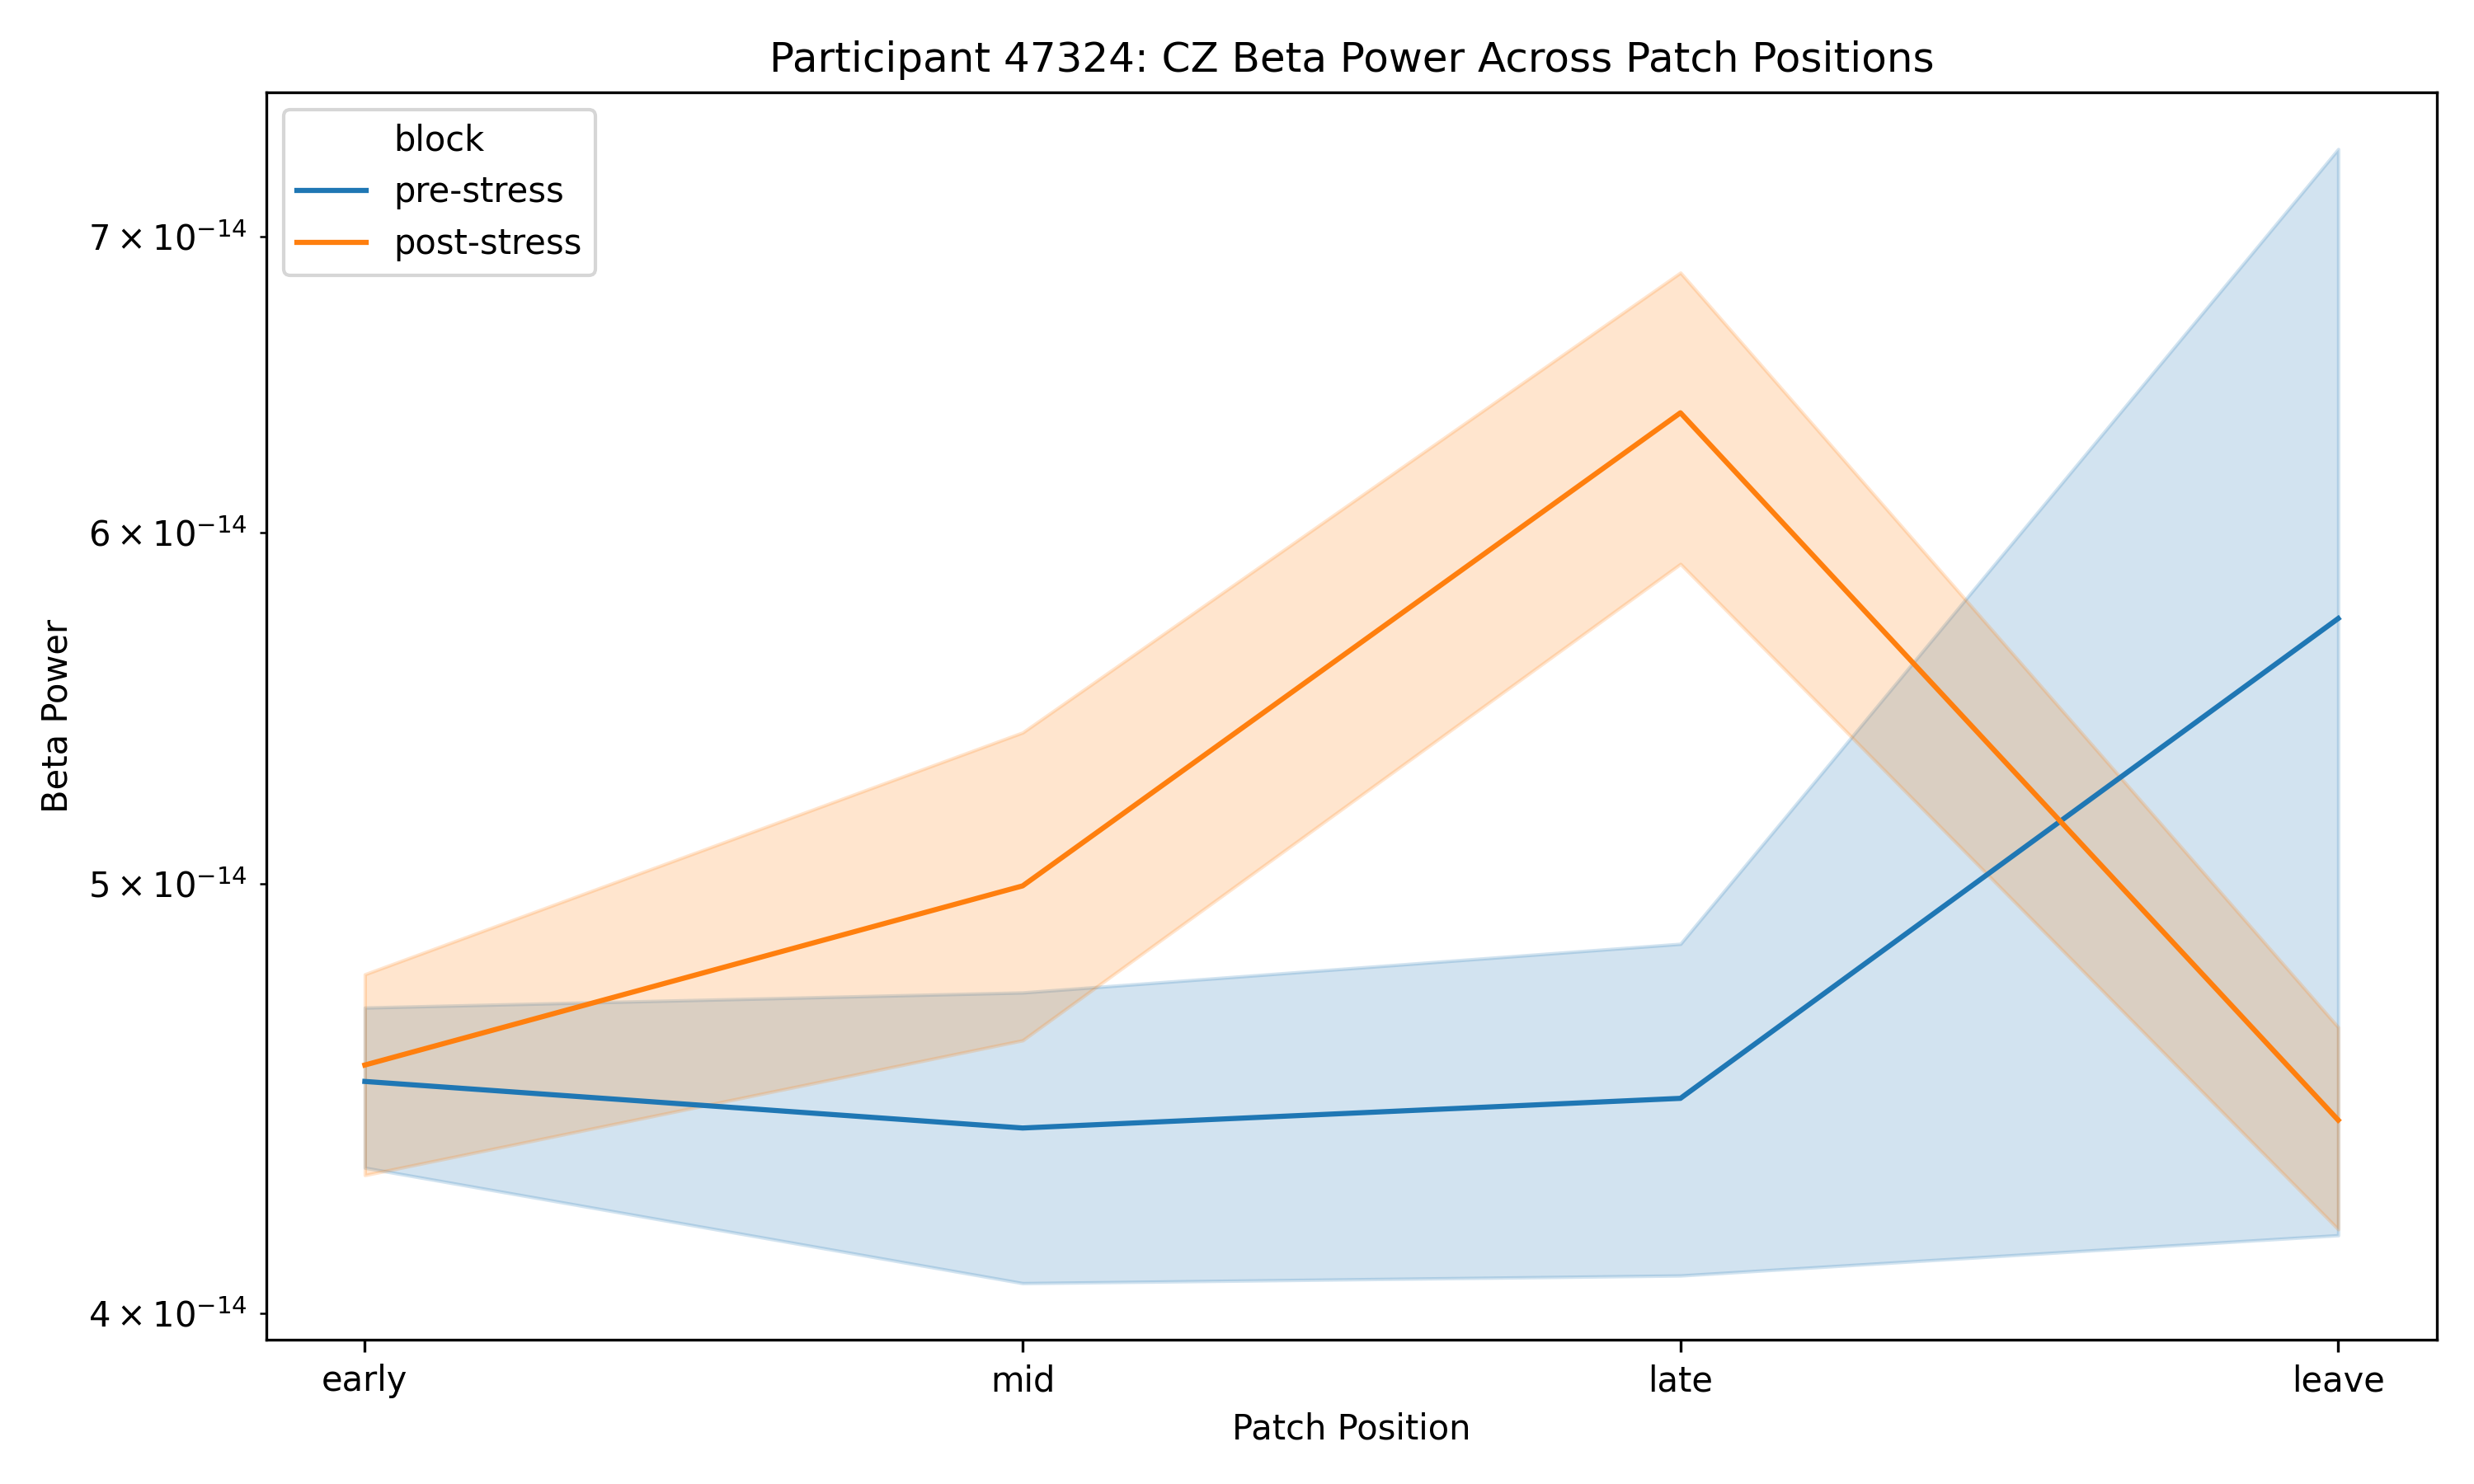 Participant 47324: CZ Beta Power Across Patch Positions
block
pre-stress
post-stress
7 × 10⁻¹⁴
6 × 10⁻¹⁴
5 × 10⁻¹⁴
4 × 10⁻¹⁴
Beta Power
early mid late leave
Patch Position